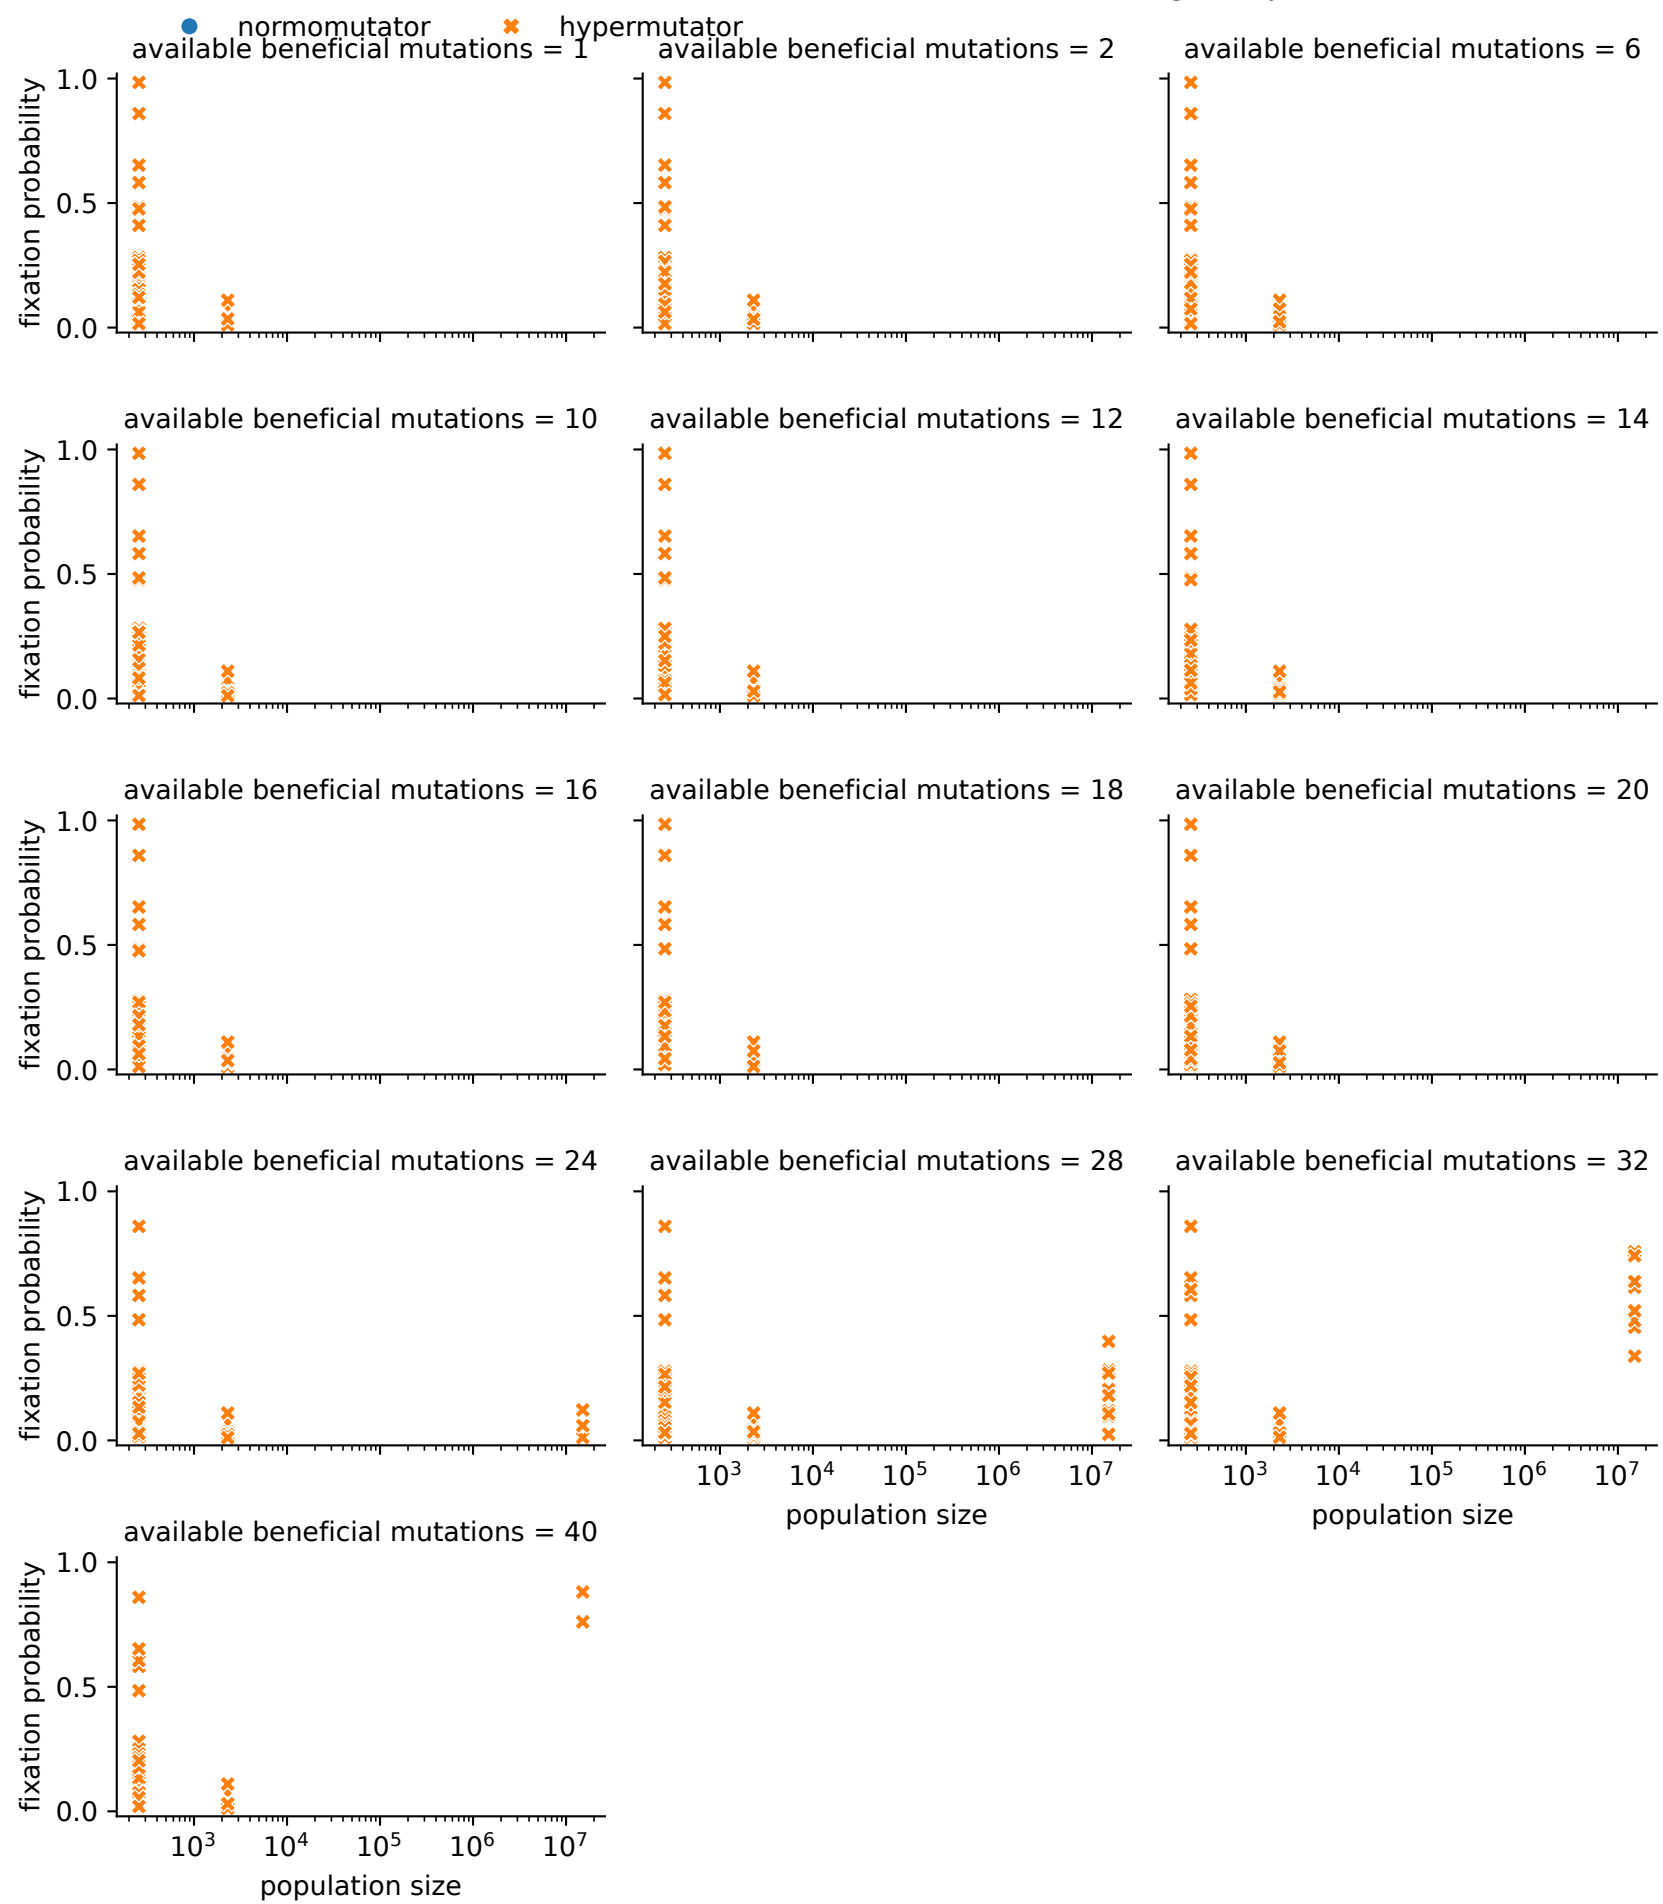 normomutator hypermutator
available beneficial mutations = 1 available beneficial mutations = 2 available beneficial mutations = 6
1.0
0.5
0.0
fixation probability
available beneficial mutations = 10 available beneficial mutations = 12 available beneficial mutations = 14
1.0
0.5
0.0
fixation probability
available beneficial mutations = 16 available beneficial mutations = 18 available beneficial mutations = 20
1.0
0.5
0.0
fixation probability
available beneficial mutations = 24 available beneficial mutations = 28 available beneficial mutations = 32
1.0
0.5
0.0
fixation probability
10³ 10⁴ 10⁵ 10⁶ 10⁷ 10³ 10⁴ 10⁵ 10⁶ 10⁷
population size population size
available beneficial mutations = 40
1.0
0.5
0.0
fixation probability
10³ 10⁴ 10⁵ 10⁶ 10⁷
population size